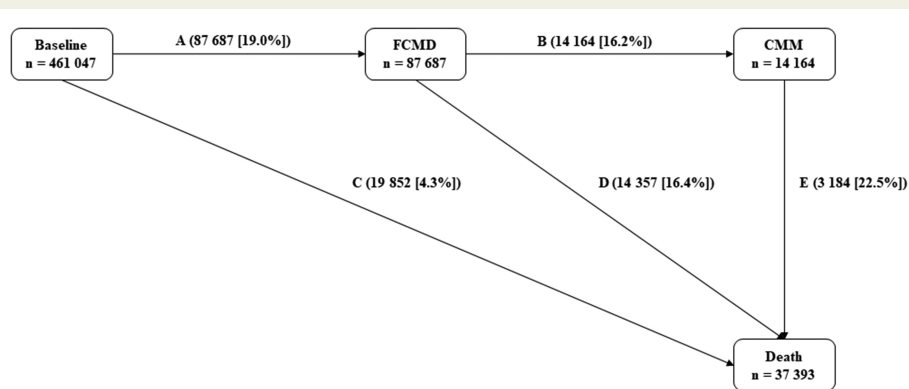 Baseline
n = 461 047
A (87 687 [19.0%])
FCMD
n = 87 687
B (14 164 [16.2%])
CMM
n = 14 164
C (19 852 [4.3%])
D (14 357 [16.4%])
E (3 184 [22.5%])
Death
n = 37 393